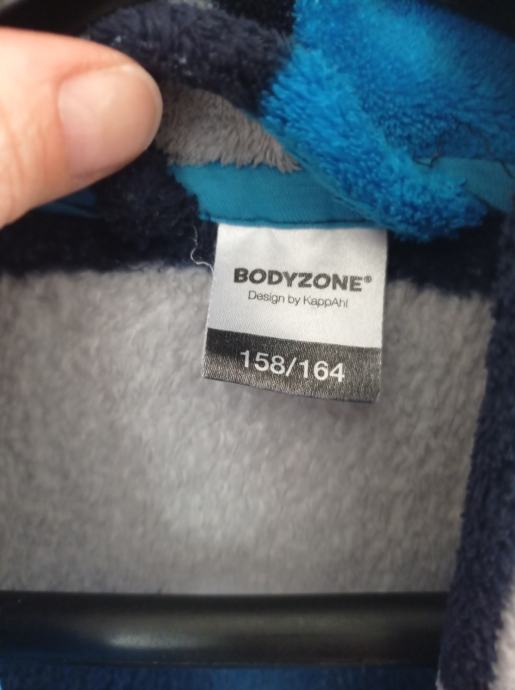 BODYZONE®
Design by KappAhl
158/164